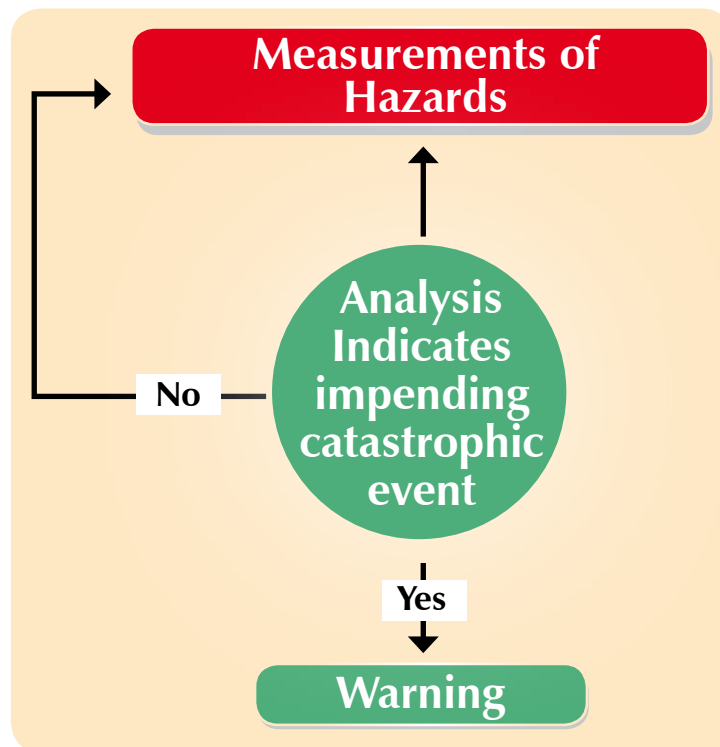 Measurements of
Hazards
Analysis
Indicates
impending
catastrophic
event
No
Yes
Warning